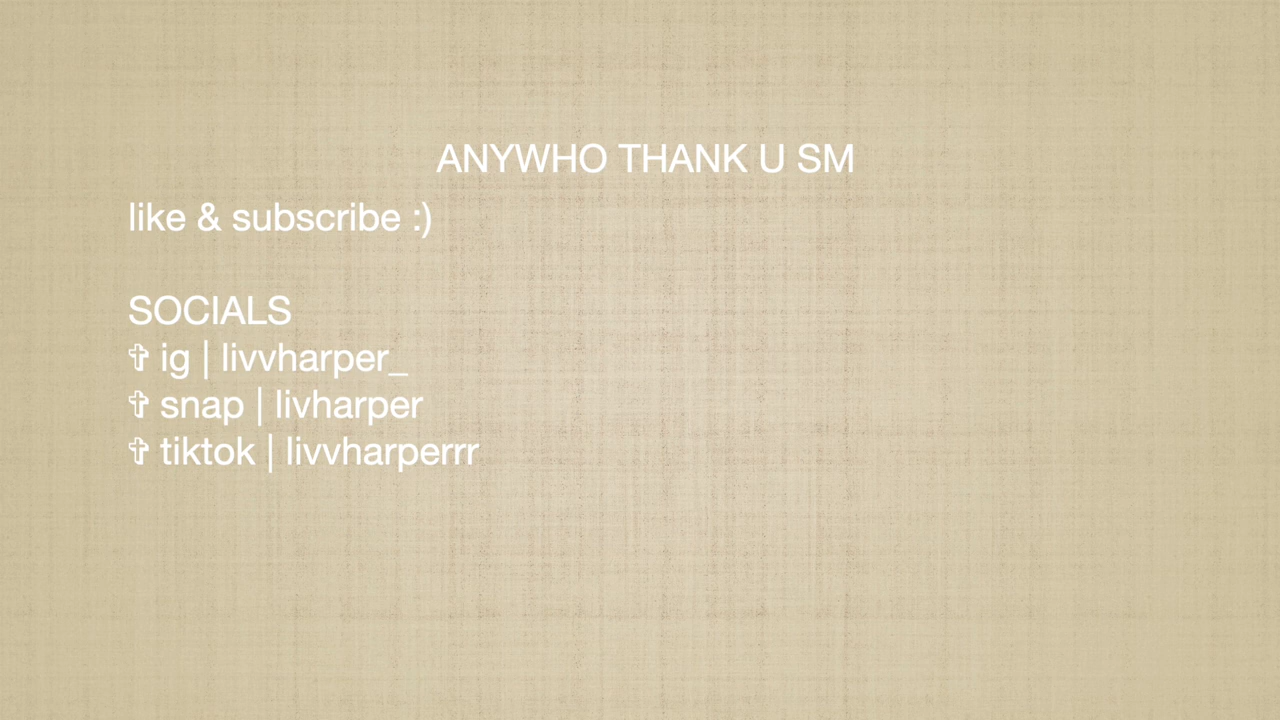 ANYWHO THANK U SM
like & subscribe :)
SOCIALS
✞ ig | livvharper_
✞ snap | livharper
✞ tiktok | livvharperrr